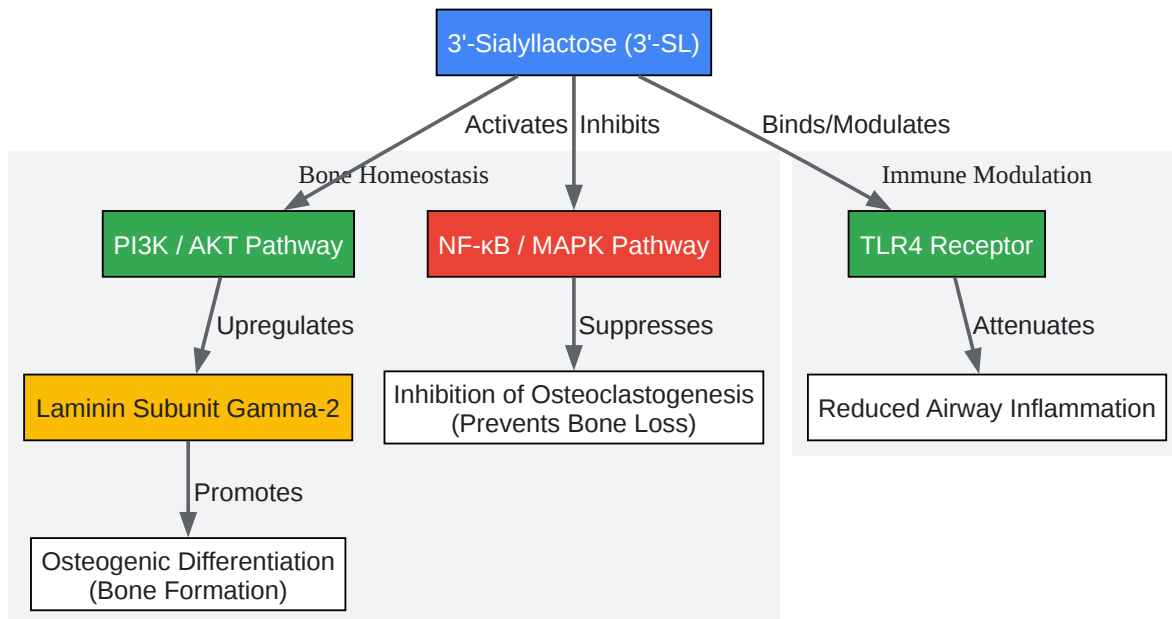 3'-Sialyllactose (3'-SL)
Activates
Inhibits
Binds/Modulates
Bone Homeostasis
Immune Modulation
PI3K / AKT Pathway
NF-κB / MAPK Pathway
TLR4 Receptor
Upregulates
Suppresses
Attenuates
Laminin Subunit Gamma-2
Inhibition of Osteoclastogenesis
(Prevents Bone Loss)
Reduced Airway Inflammation
Promotes
Osteogenic Differentiation
(Bone Formation)